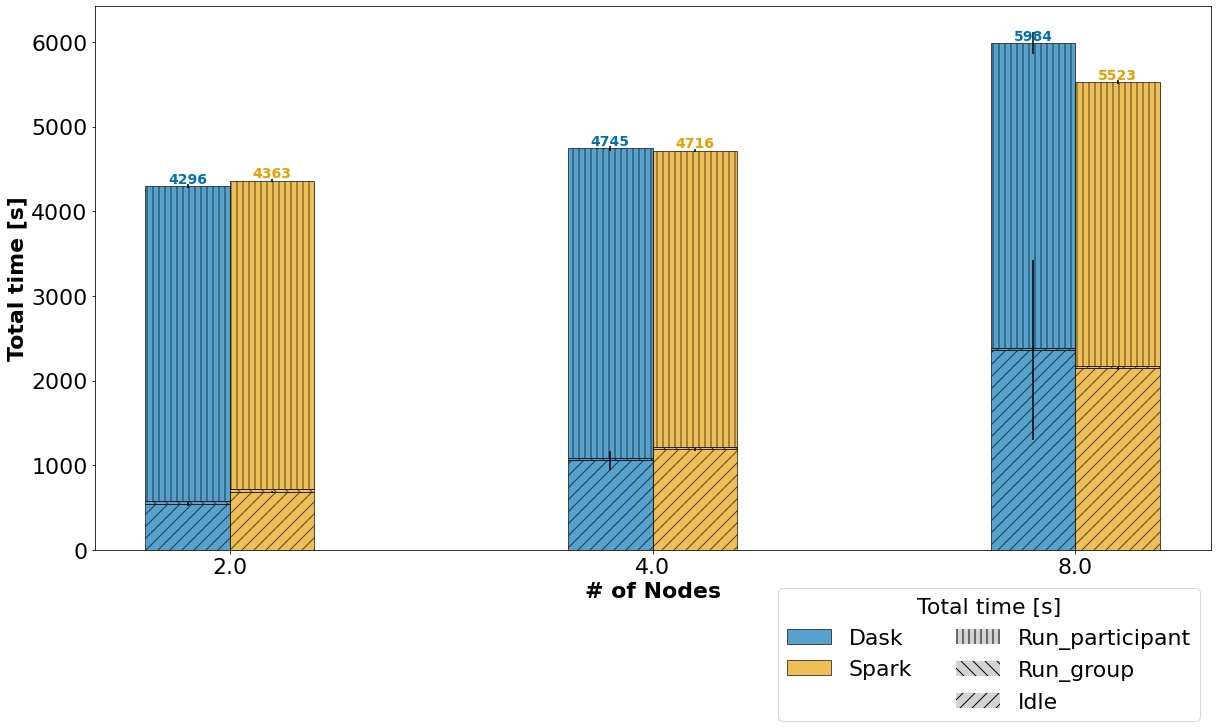 Total time [s]
6000
5000
4000
3000
2000
1000
0
4296
4363
4745
4716
5984
5523
2.0
4.0
8.0
# of Nodes
Total time [s]
Dask
Spark
Run_participant
Run_group
Idle